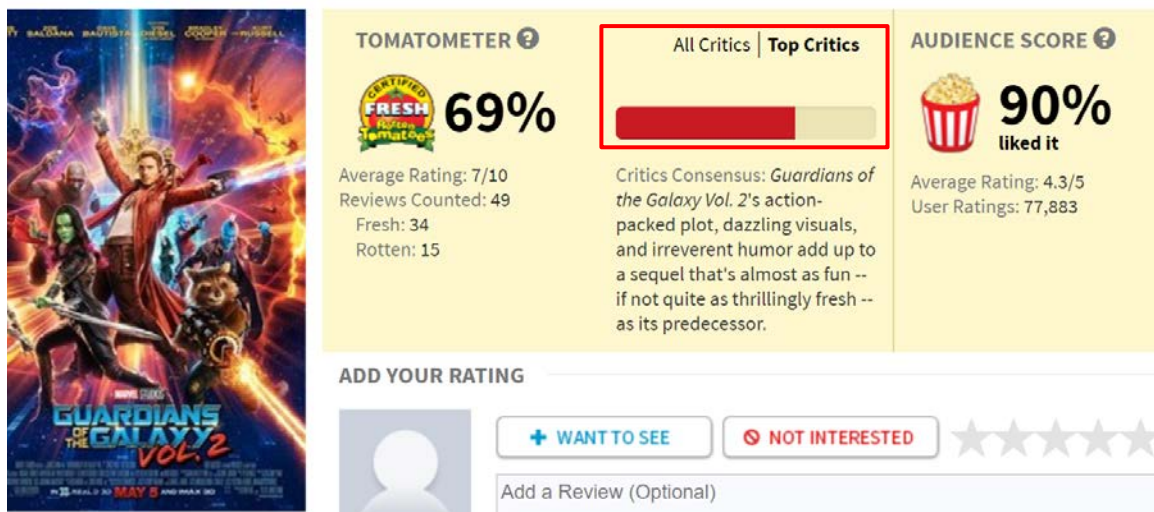 SALDANA BAUTISTA DIESEL COOPER RUSSELL
MARVEL STUDIOS
GUARDIANS
OF THE GALAXY
VOL. 2
MAY 5
TOMATOMETER ?
CERTIFIED
FRESH
Rotten
Tomatoes
69%
Average Rating: 7/10
Reviews Counted: 49
Fresh: 34
Rotten: 15
All Critics | Top Critics
Critics Consensus: Guardians of
the Galaxy Vol. 2's action-
packed plot, dazzling visuals,
and irreverent humor add up to
a sequel that's almost as fun --
if not quite as thrillingly fresh --
as its predecessor.
AUDIENCE SCORE ?
90%
liked it
Average Rating: 4.3/5
User Ratings: 77,883
ADD YOUR RATING
+ WANT TO SEE
NOT INTERESTED
Add a Review (Optional)